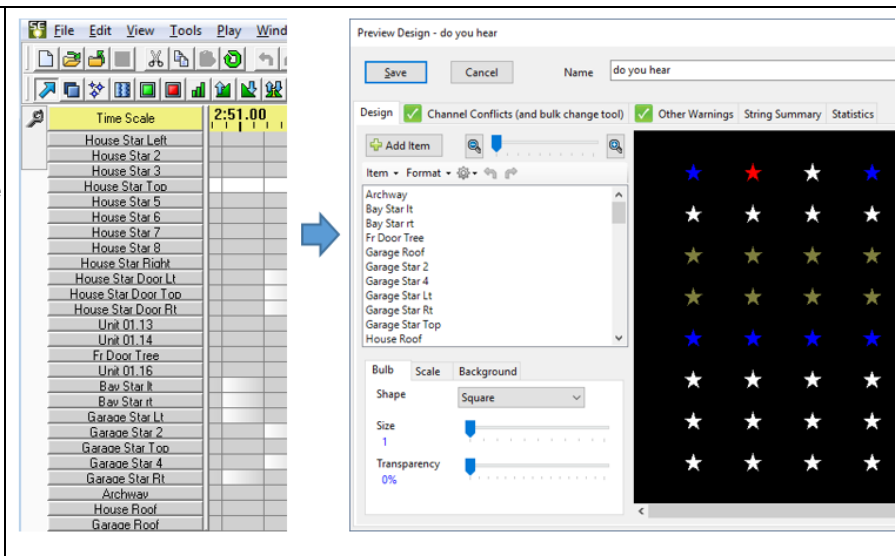 SE File Edit View Tools Play Wind
Time Scale 2:51.00
House Star Left
House Star 2
House Star 3
House Star Top
House Star 5
House Star 6
House Star 7
House Star 8
House Star Right
House Star Door Lt
House Star Door Top
House Star Door Rt
Unit 01.13
Unit 01.14
Fr Door Tree
Unit 01.16
Bay Star lt
Bay Star rt
Garage Star Lt
Garage Star 2
Garage Star Top
Garage Star 4
Garage Star Rt
Archway
House Roof
Garage Roof
Preview Design - do you hear
Save Cancel Name do you hear
Design Channel Conflicts (and bulk change tool) Other Warnings String Summary Statistics
Add Item
Item Format
Archway
Bay Star lt
Bay Star rt
Fr Door Tree
Garage Roof
Garage Star 2
Garage Star 4
Garage Star Lt
Garage Star Rt
Garage Star Top
House Roof
Bulb Scale Background
Shape Square
Size
1
Transparency
0%